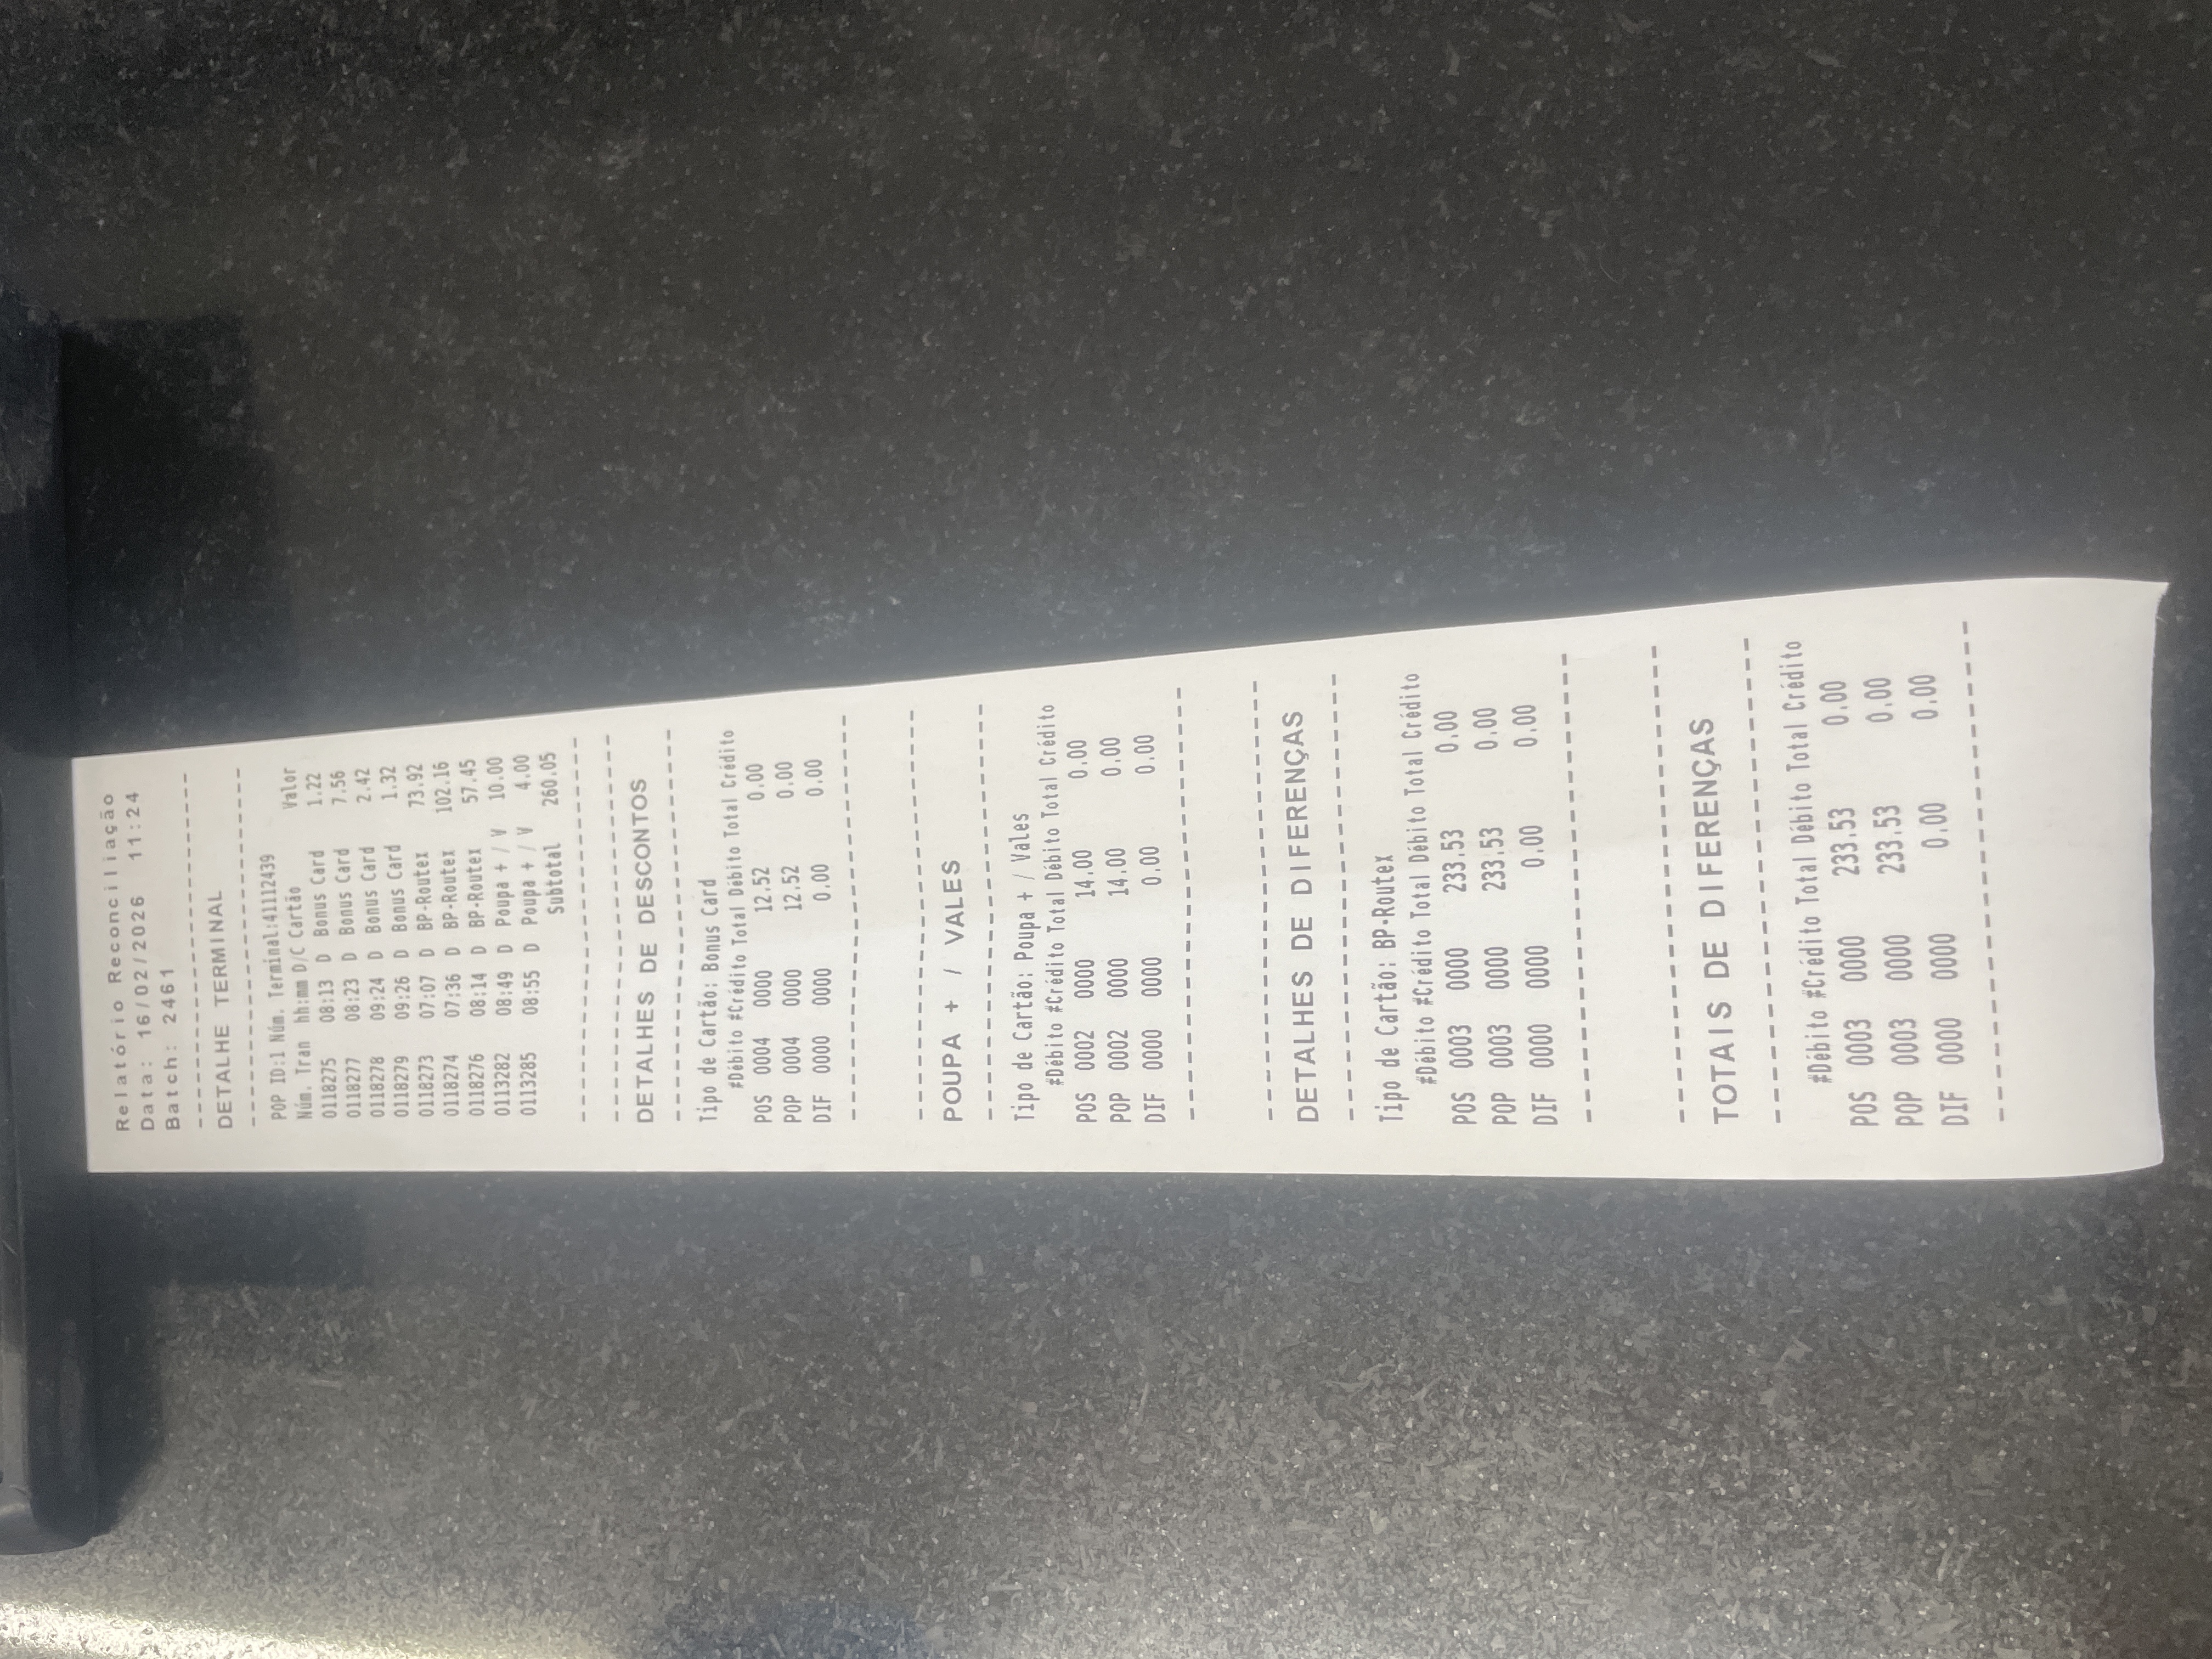 Relatório Reconciliação
Data: 16/02/2026 11:24
Batch: 2461
------------------------
DETALHE TERMINAL
------------------------
POP ID:1 Núm. Terminal:41112439
Núm. Tran hh:mm D/C Cartão Valor
0118275 08:13 D Bonus Card 1.22
0118277 08:23 D Bonus Card 7.56
0118278 09:24 D Bonus Card 2.42
0118279 09:26 D Bonus Card 1.32
0118273 07:07 D BP-Routex 73.92
0118274 07:36 D BP-Routex 102.16
0118276 08:14 D BP-Routex 57.45
0113282 08:49 D Poupa + / V 10.00
0113285 08:55 D Poupa + / V 4.00
Subtotal 260.05
------------------------
------------------------
DETALHES DE DESCONTOS
------------------------
Tipo de Cartão: Bonus Card
#Débito #Crédito Total Débito Total Crédito
POS 0004 0000 12.52 0.00
POP 0004 0000 12.52 0.00
DIF 0000 0000 0.00 0.00
------------------------
------------------------
POUPA + / VALES
------------------------
Tipo de Cartão: Poupa + / Vales
#Débito #Crédito Total Débito Total Crédito
POS 0002 0000 14.00 0.00
POP 0002 0000 14.00 0.00
DIF 0000 0000 0.00 0.00
------------------------
------------------------
DETALHES DE DIFERENÇAS
------------------------
Tipo de Cartão: BP-Routex
#Débito #Crédito Total Débito Total Crédito
POS 0003 0000 233.53 0.00
POP 0003 0000 233.53 0.00
DIF 0000 0000 0.00 0.00
------------------------
------------------------
TOTAIS DE DIFERENÇAS
------------------------
#Débito #Crédito Total Débito Total Crédito
POS 0003 0000 233.53 0.00
POP 0003 0000 233.53 0.00
DIF 0000 0000 0.00 0.00
------------------------